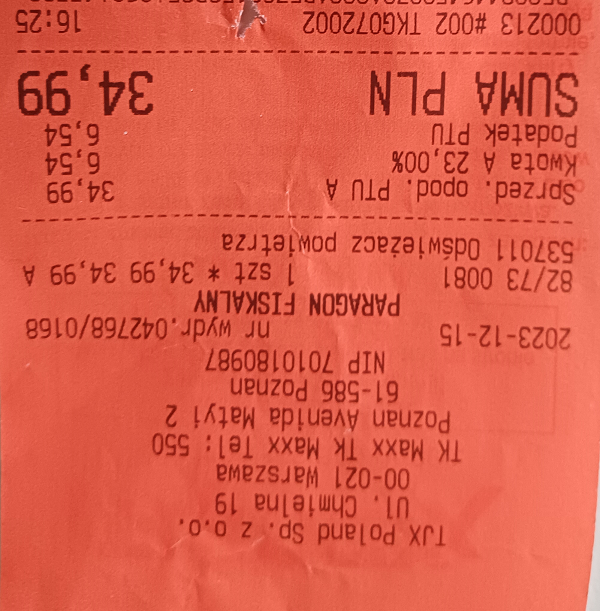 TJX Poland Sp. z o.o.
Ul. Chmielna 19
00-021 Warszawa
TK Maxx Tk Maxx Tel: 550
Poznan Avenida Matyi 2
61-586 Poznan
NIP 7010180987
2023-12-15 nr wydr.042768/0168
PARAGON FISKALNY
82/73 0081 1 szt * 34,99 34,99 A
537011 Odświeżacz powietrza
Sprzed. opod. PTU A 34,99
Kwota A 23,00% 6,54
Podatek PTU 6,54
SUMA PLN 34,99
000213 #002 TKG072002 16:25